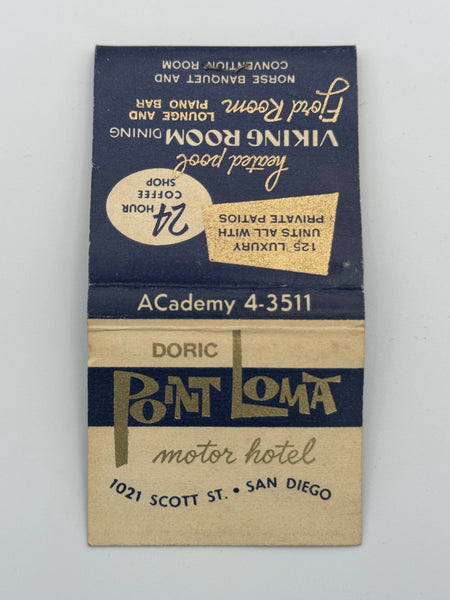 DORIC
POINT LOMA
motor hotel
1021 SCOTT ST. • SAN DIEGO
ACademy 4-3511
125 LUXURY
UNITS ALL WITH
PRIVATE PATIOS
24
HOUR
COFFEE
SHOP
heated pool
VIKING ROOM DINING
Fjord Room LOUNGE AND
PIANO BAR
NORSE BANQUET AND
CONVENTION ROOM